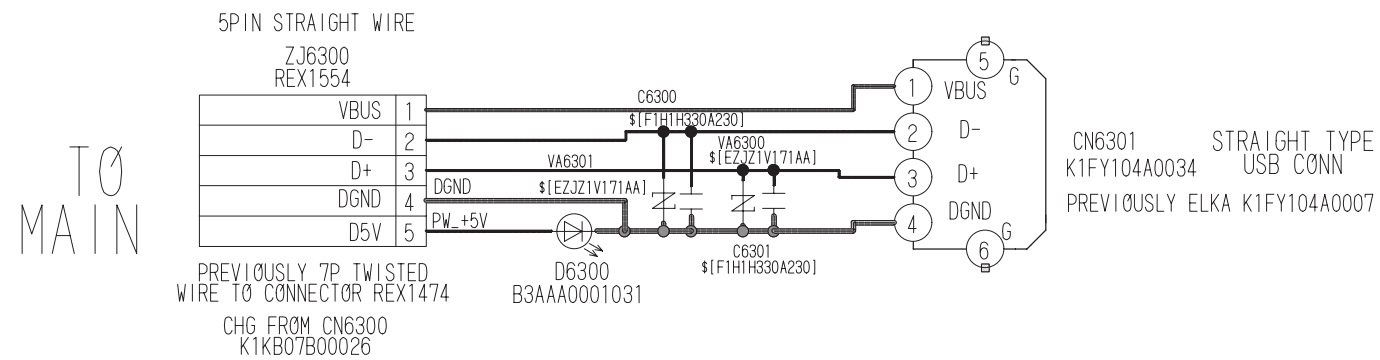 5PIN STRAIGHT WIRE
ZJ6300
REX1554
TØ
MAIN
VBUS 1
D- 2
D+ 3
DGND 4
D5V 5
PREVIØUSLY 7P TWISTED
WIRE TØ CØNNECTØR REX1474
CHG FRØM CN6300
K1KB07B00026
C6300
$[F1H1H330A230]
VA6300
$[EZJZ1V171AA]
VA6301
$[EZJZ1V171AA]
DGND
PW_+5V
D6300
B3AAA0001031
C6301
$[F1H1H330A230]
5
G
1 VBUS
2 D-
3 D+
4 DGND
G
6
CN6301
K1FY104A0034
STRAIGHT TYPE
USB CØNN
PREVIØUSLY ELKA K1FY104A0007